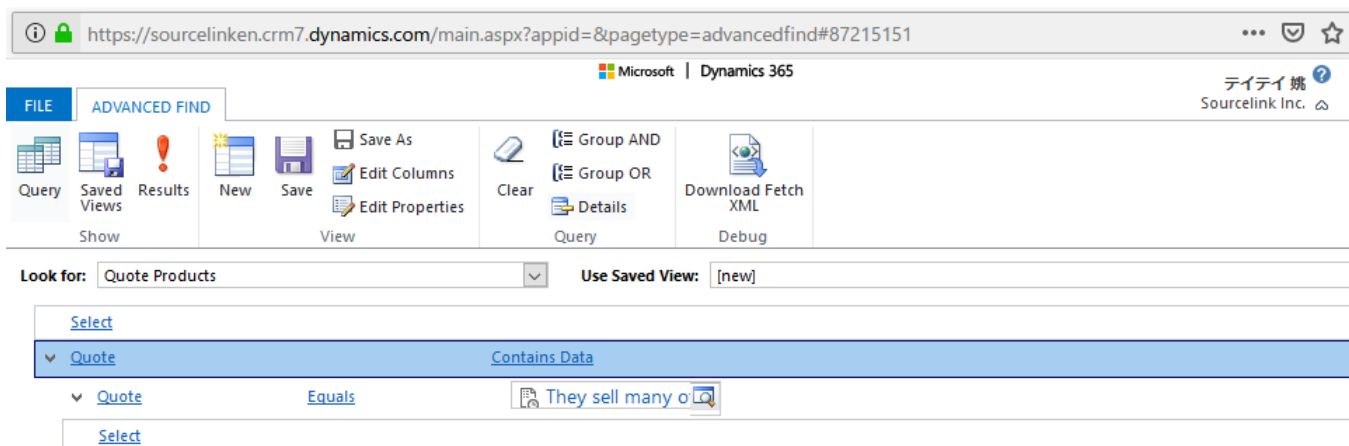 https://sourcelinken.crm7.dynamics.com/main.aspx?appid=&pagetype=advancedfind#87215151
Microsoft | Dynamics 365
テイテイ 姚
Sourcelink Inc.
FILE ADVANCED FIND
Query
Saved Views
Results
New
Save
Save As
Edit Columns
Edit Properties
Clear
Group AND
Group OR
Details
Download Fetch XML
Show
View
Query
Debug
Look for: Quote Products
Use Saved View: [new]
Select
Quote Contains Data
Quote Equals They sell many
Select